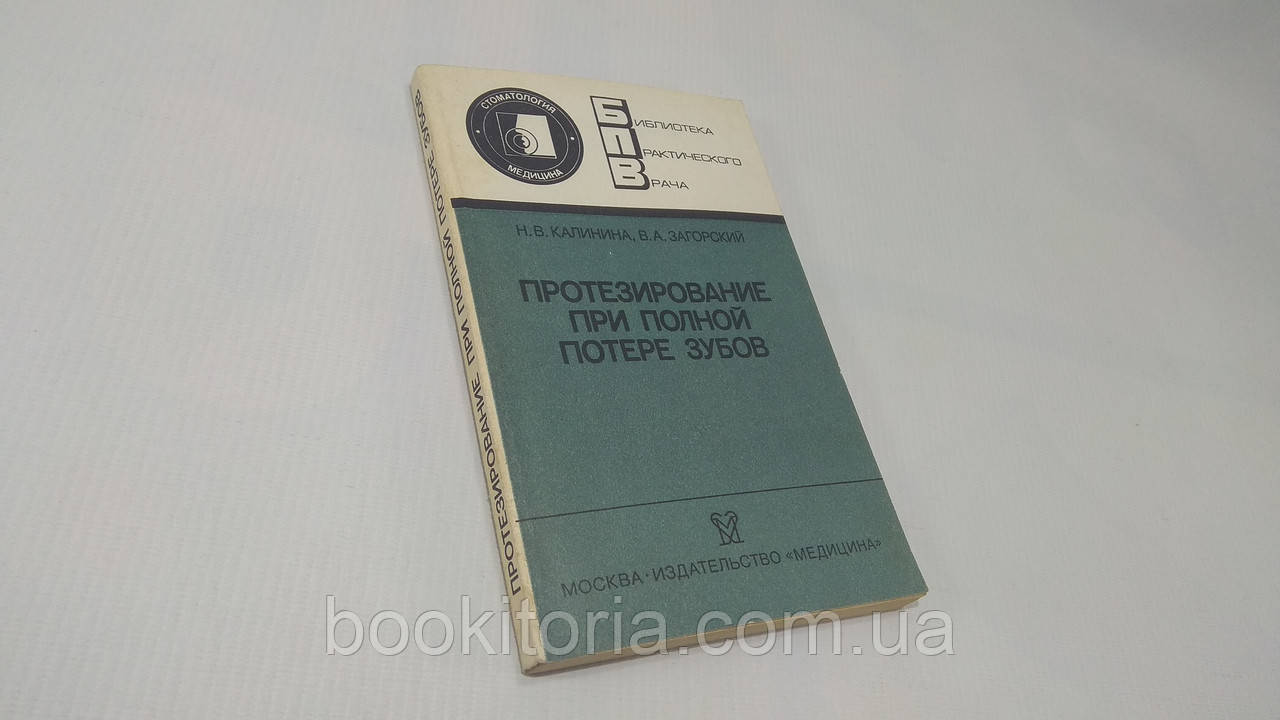 СТОМАТОЛОГИЯ
МЕДИЦИНА
БИБЛИОТЕКА
ПРАКТИЧЕСКОГО
ВРАЧА
Н.В.КАЛИНИНА, В.А.ЗАГОРСКИЙ
ПРОТЕЗИРОВАНИЕ
ПРИ ПОЛНОЙ
ПОТЕРЕ ЗУБОВ
МОСКВА · ИЗДАТЕЛЬСТВО «МЕДИЦИНА»
ПРОТЕЗИРОВАНИЕ ПРИ ПОЛНОЙ ПОТЕРЕ ЗУБОВ
bookitoria.com.ua